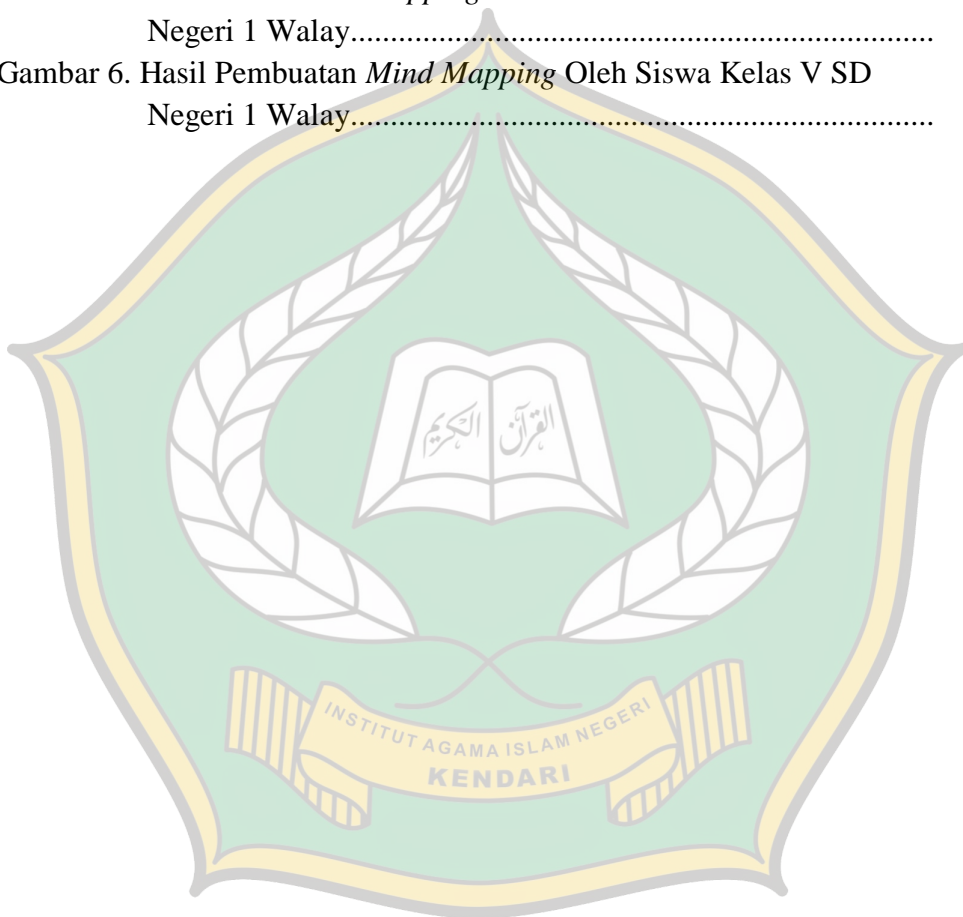 Negeri 1 Walay......................................................................
Gambar 6. Hasil Pembuatan Mind Mapping Oleh Siswa Kelas V SD
Negeri 1 Walay......................................................................
القرآن الكريم
INSTITUT AGAMA ISLAM NEGERI
KENDARI